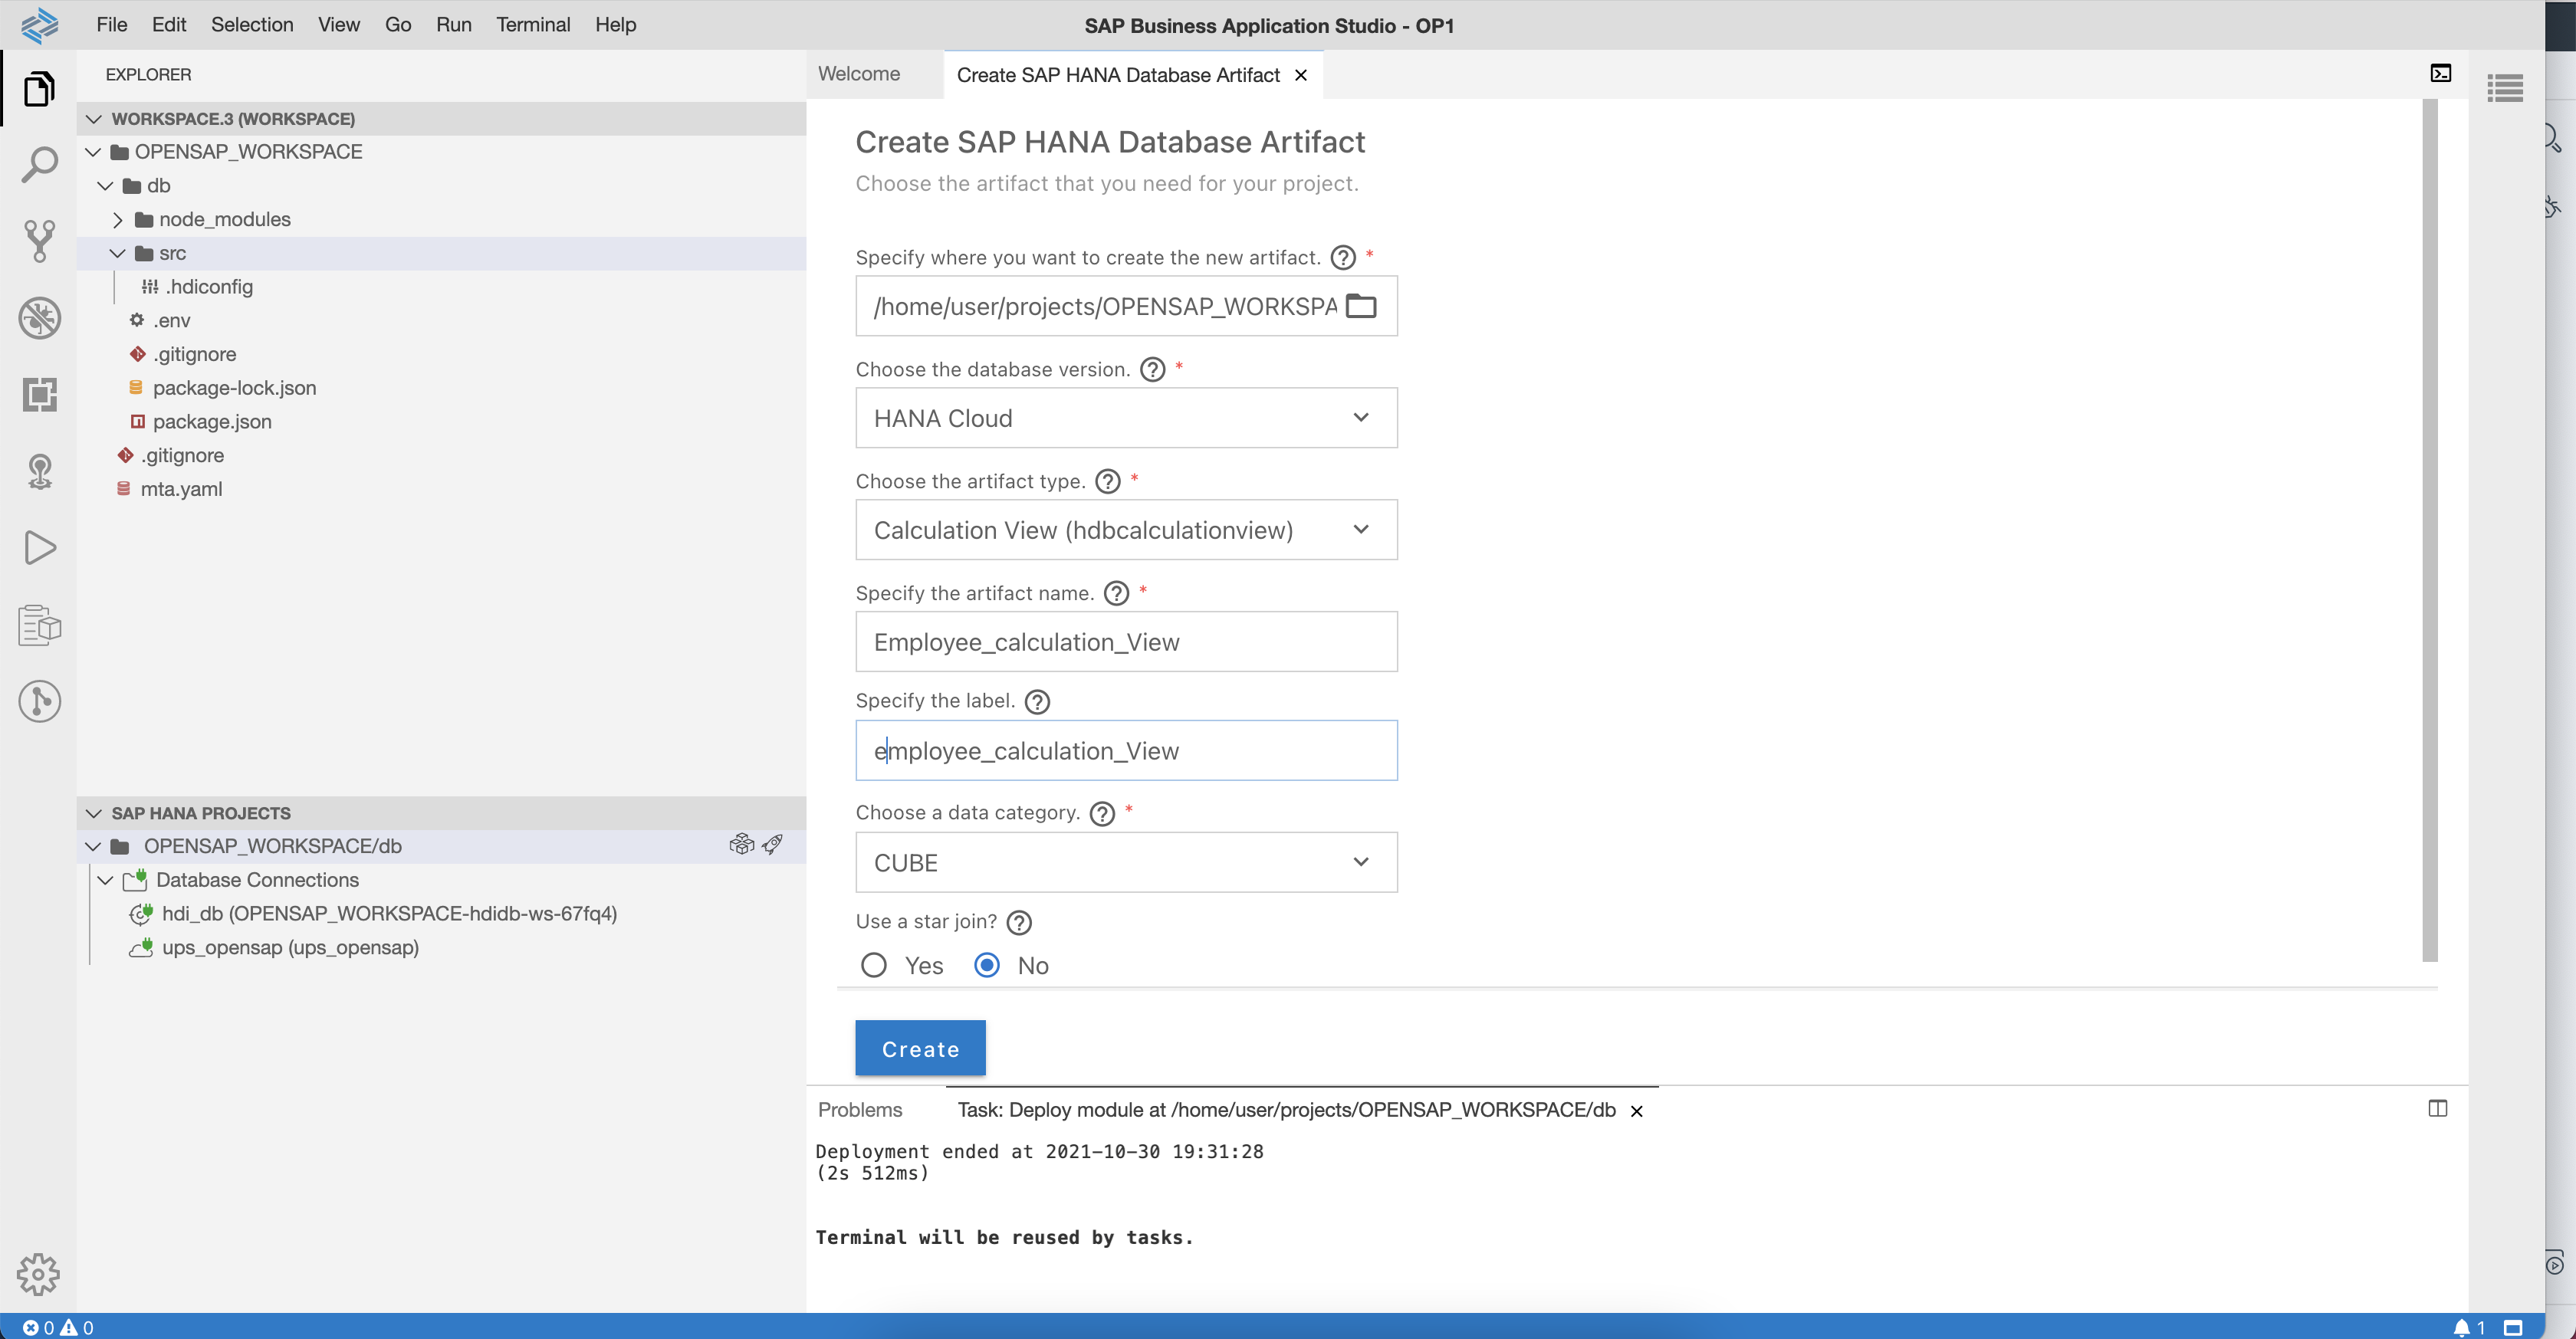 File Edit Selection View Go Run Terminal Help
SAP Business Application Studio - OP1
EXPLORER
WORKSPACE.3 (WORKSPACE)
OPENSAP_WORKSPACE
db
node_modules
src
.hdiconfig
.env
.gitignore
package-lock.json
package.json
.gitignore
mta.yaml
SAP HANA PROJECTS
OPENSAP_WORKSPACE/db
Database Connections
hdi_db (OPENSAP_WORKSPACE-hdidb-ws-67fq4)
ups_opensap (ups_opensap)
Welcome
Create SAP HANA Database Artifact
Create SAP HANA Database Artifact
Choose the artifact that you need for your project.
Specify where you want to create the new artifact. *
/home/user/projects/OPENSAP_WORKSPA
Choose the database version. *
HANA Cloud
Choose the artifact type. *
Calculation View (hdbcalculationview)
Specify the artifact name. *
Employee_calculation_View
Specify the label.
employee_calculation_View
Choose a data category. *
CUBE
Use a star join?
Yes No
Create
Problems
Task: Deploy module at /home/user/projects/OPENSAP_WORKSPACE/db
Deployment ended at 2021-10-30 19:31:28
(2s 512ms)
Terminal will be reused by tasks.
0 0
1